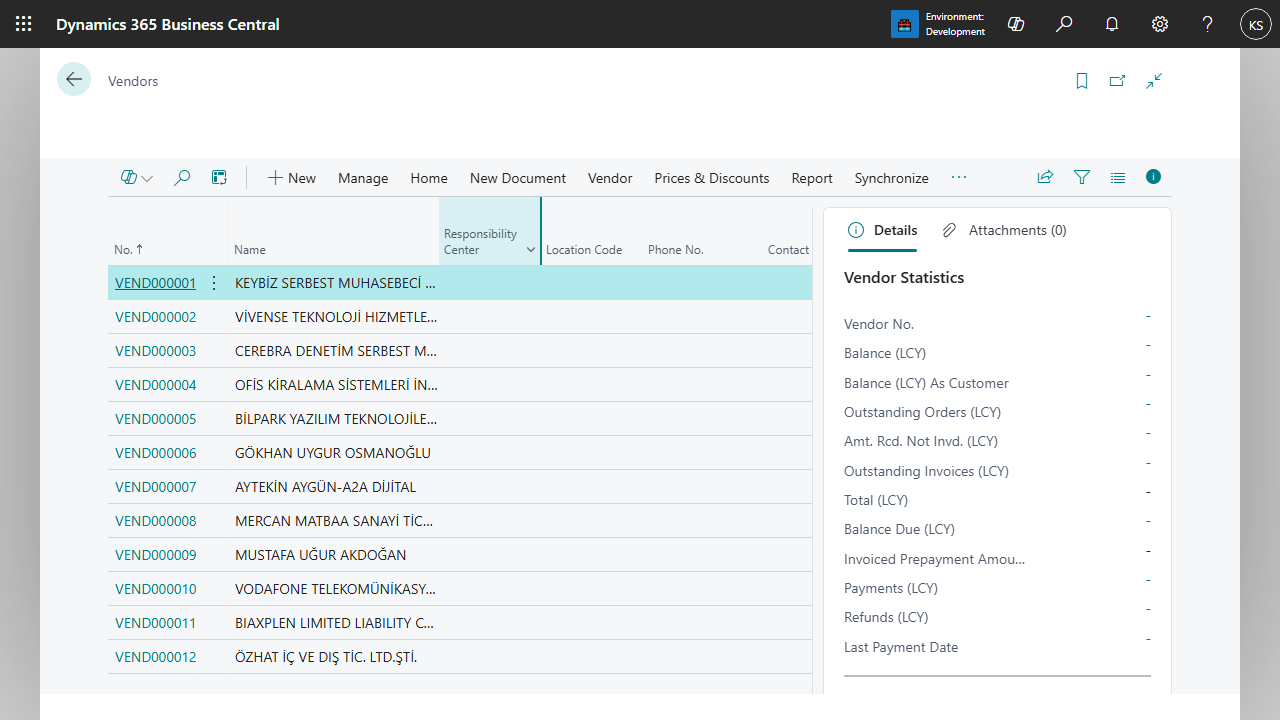 Dynamics 365 Business Central
Environment:
Development
KS
Vendors
New
Manage
Home
New Document
Vendor
Prices & Discounts
Report
Synchronize
No.
Name
Responsibility
Center
Location Code
Phone No.
Contact
VEND000001 KEYBİZ SERBEST MUHASEBECİ ...
VEND000002 VİVENSE TEKNOLOJİ HIZMETLE...
VEND000003 CEREBRA DENETİM SERBEST M...
VEND000004 OFİS KİRALAMA SİSTEMLERİ İN...
VEND000005 BİLPARK YAZILIM TEKNOLOJİLE...
VEND000006 GÖKHAN UYGUR OSMANOĞLU
VEND000007 AYTEKİN AYGÜN-A2A DİJİTAL
VEND000008 MERCAN MATBAA SANAYİ TİC...
VEND000009 MUSTAFA UĞUR AKDOĞAN
VEND000010 VODAFONE TELEKOMÜNİKASY...
VEND000011 BIAXPLEN LIMITED LIABILITY C...
VEND000012 ÖZHAT İÇ VE DIŞ TİC. LTD.ŞTİ.
Details
Attachments (0)
Vendor Statistics
Vendor No. -
Balance (LCY) -
Balance (LCY) As Customer -
Outstanding Orders (LCY) -
Amt. Rcd. Not Invd. (LCY) -
Outstanding Invoices (LCY) -
Total (LCY) -
Balance Due (LCY) -
Invoiced Prepayment Amou... -
Payments (LCY) -
Refunds (LCY) -
Last Payment Date -